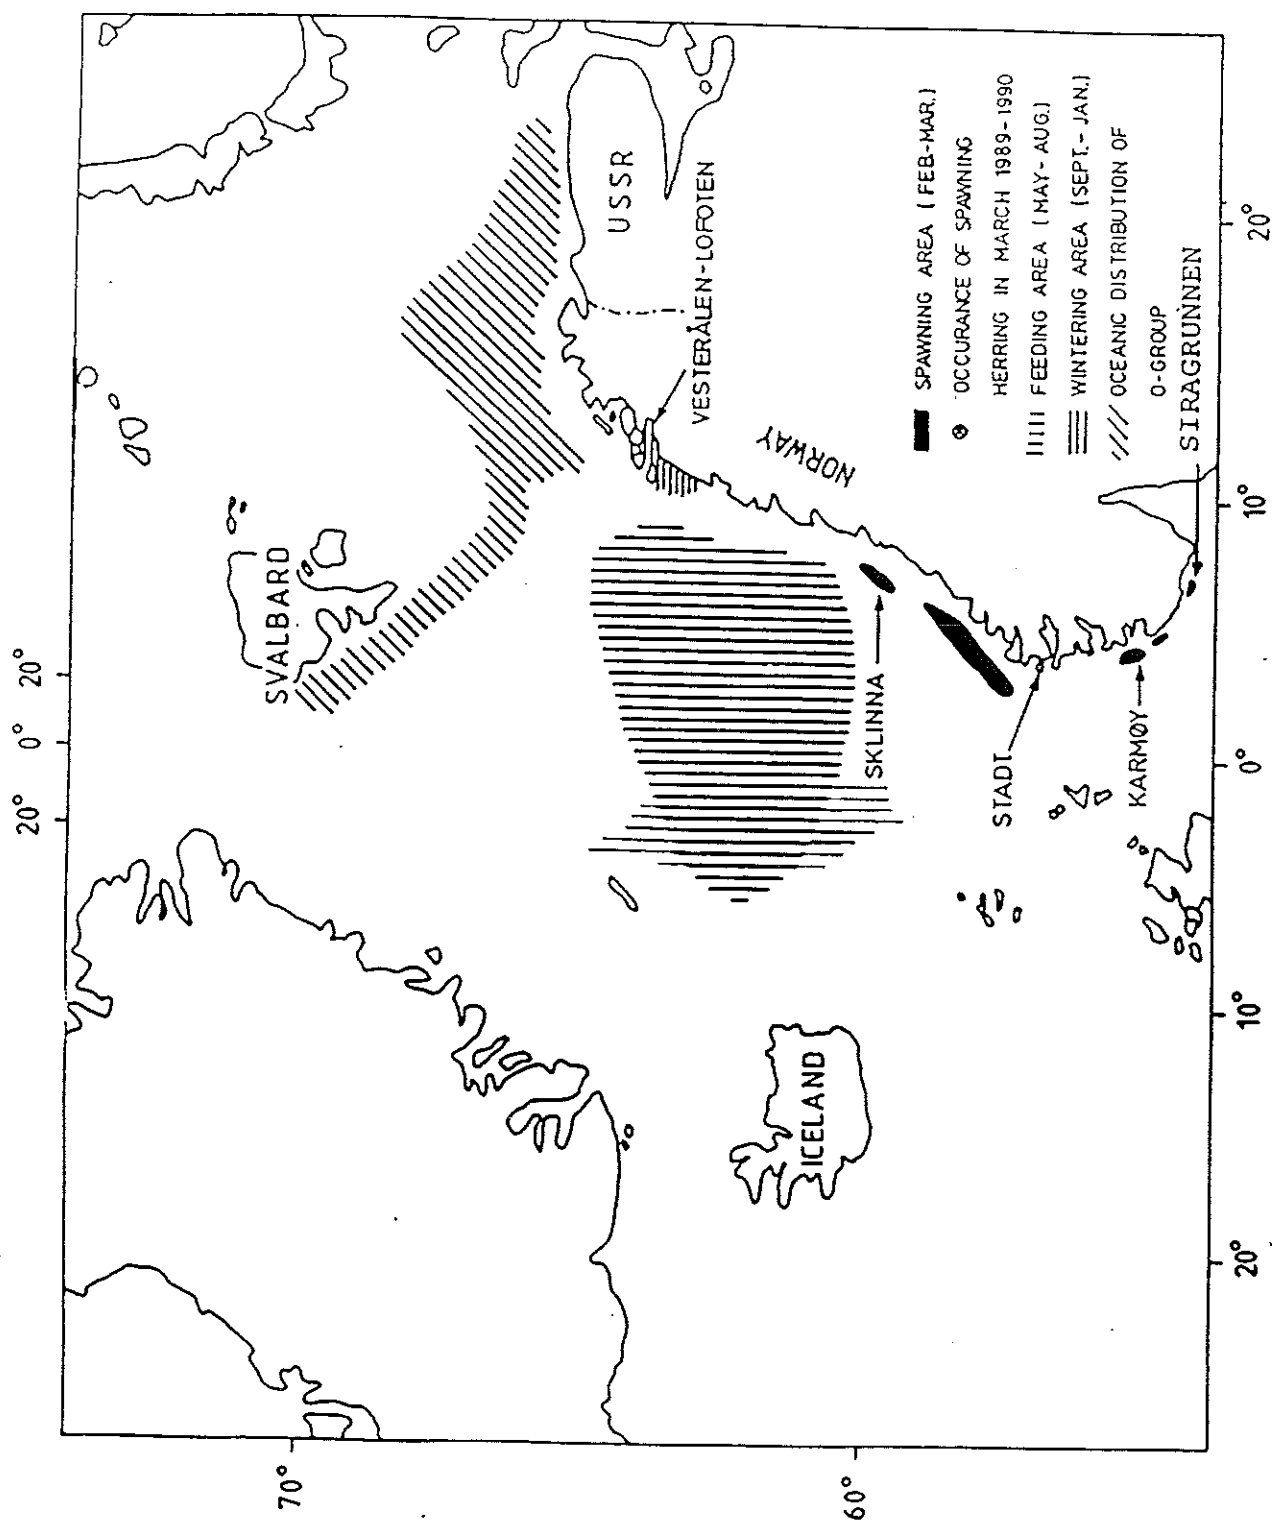 20° 0° 20°
SVALBARD
USSR
VESTERÅLEN-LOFOTEN
NORWAY
SKLINNA
STADT
KARMØY
ICELAND
SPAWNING AREA (FEB-MAR.)
OCCURANCE OF SPAWNING
HERRING IN MARCH 1989-1990
FEEDING AREA (MAY-AUG.)
WINTERING AREA (SEPT.-JAN.)
OCEANIC DISTRIBUTION OF
0-GROUP
SIRAGRUNNEN
70°
60°
20° 10° 0° 10° 20°